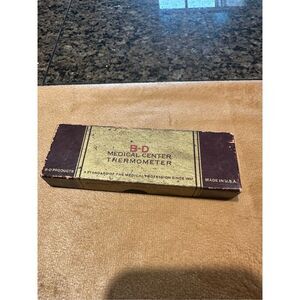 B-D
MEDICAL CENTER
THERMOMETER
B-D PRODUCTS
A STANDARD OF THE MEDICAL PROFESSION SINCE 1897
MADE IN U.S.A.